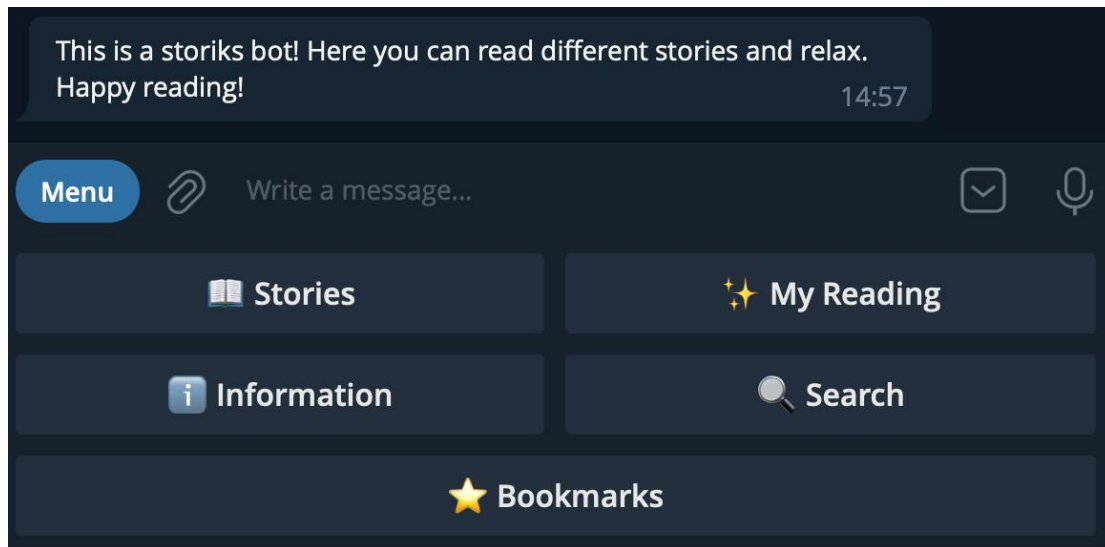 This is a storiks bot! Here you can read different stories and relax.
Happy reading!
14:57
Menu
Write a message...
📖 Stories
✨ My Reading
ℹ️ Information
🔍 Search
⭐ Bookmarks